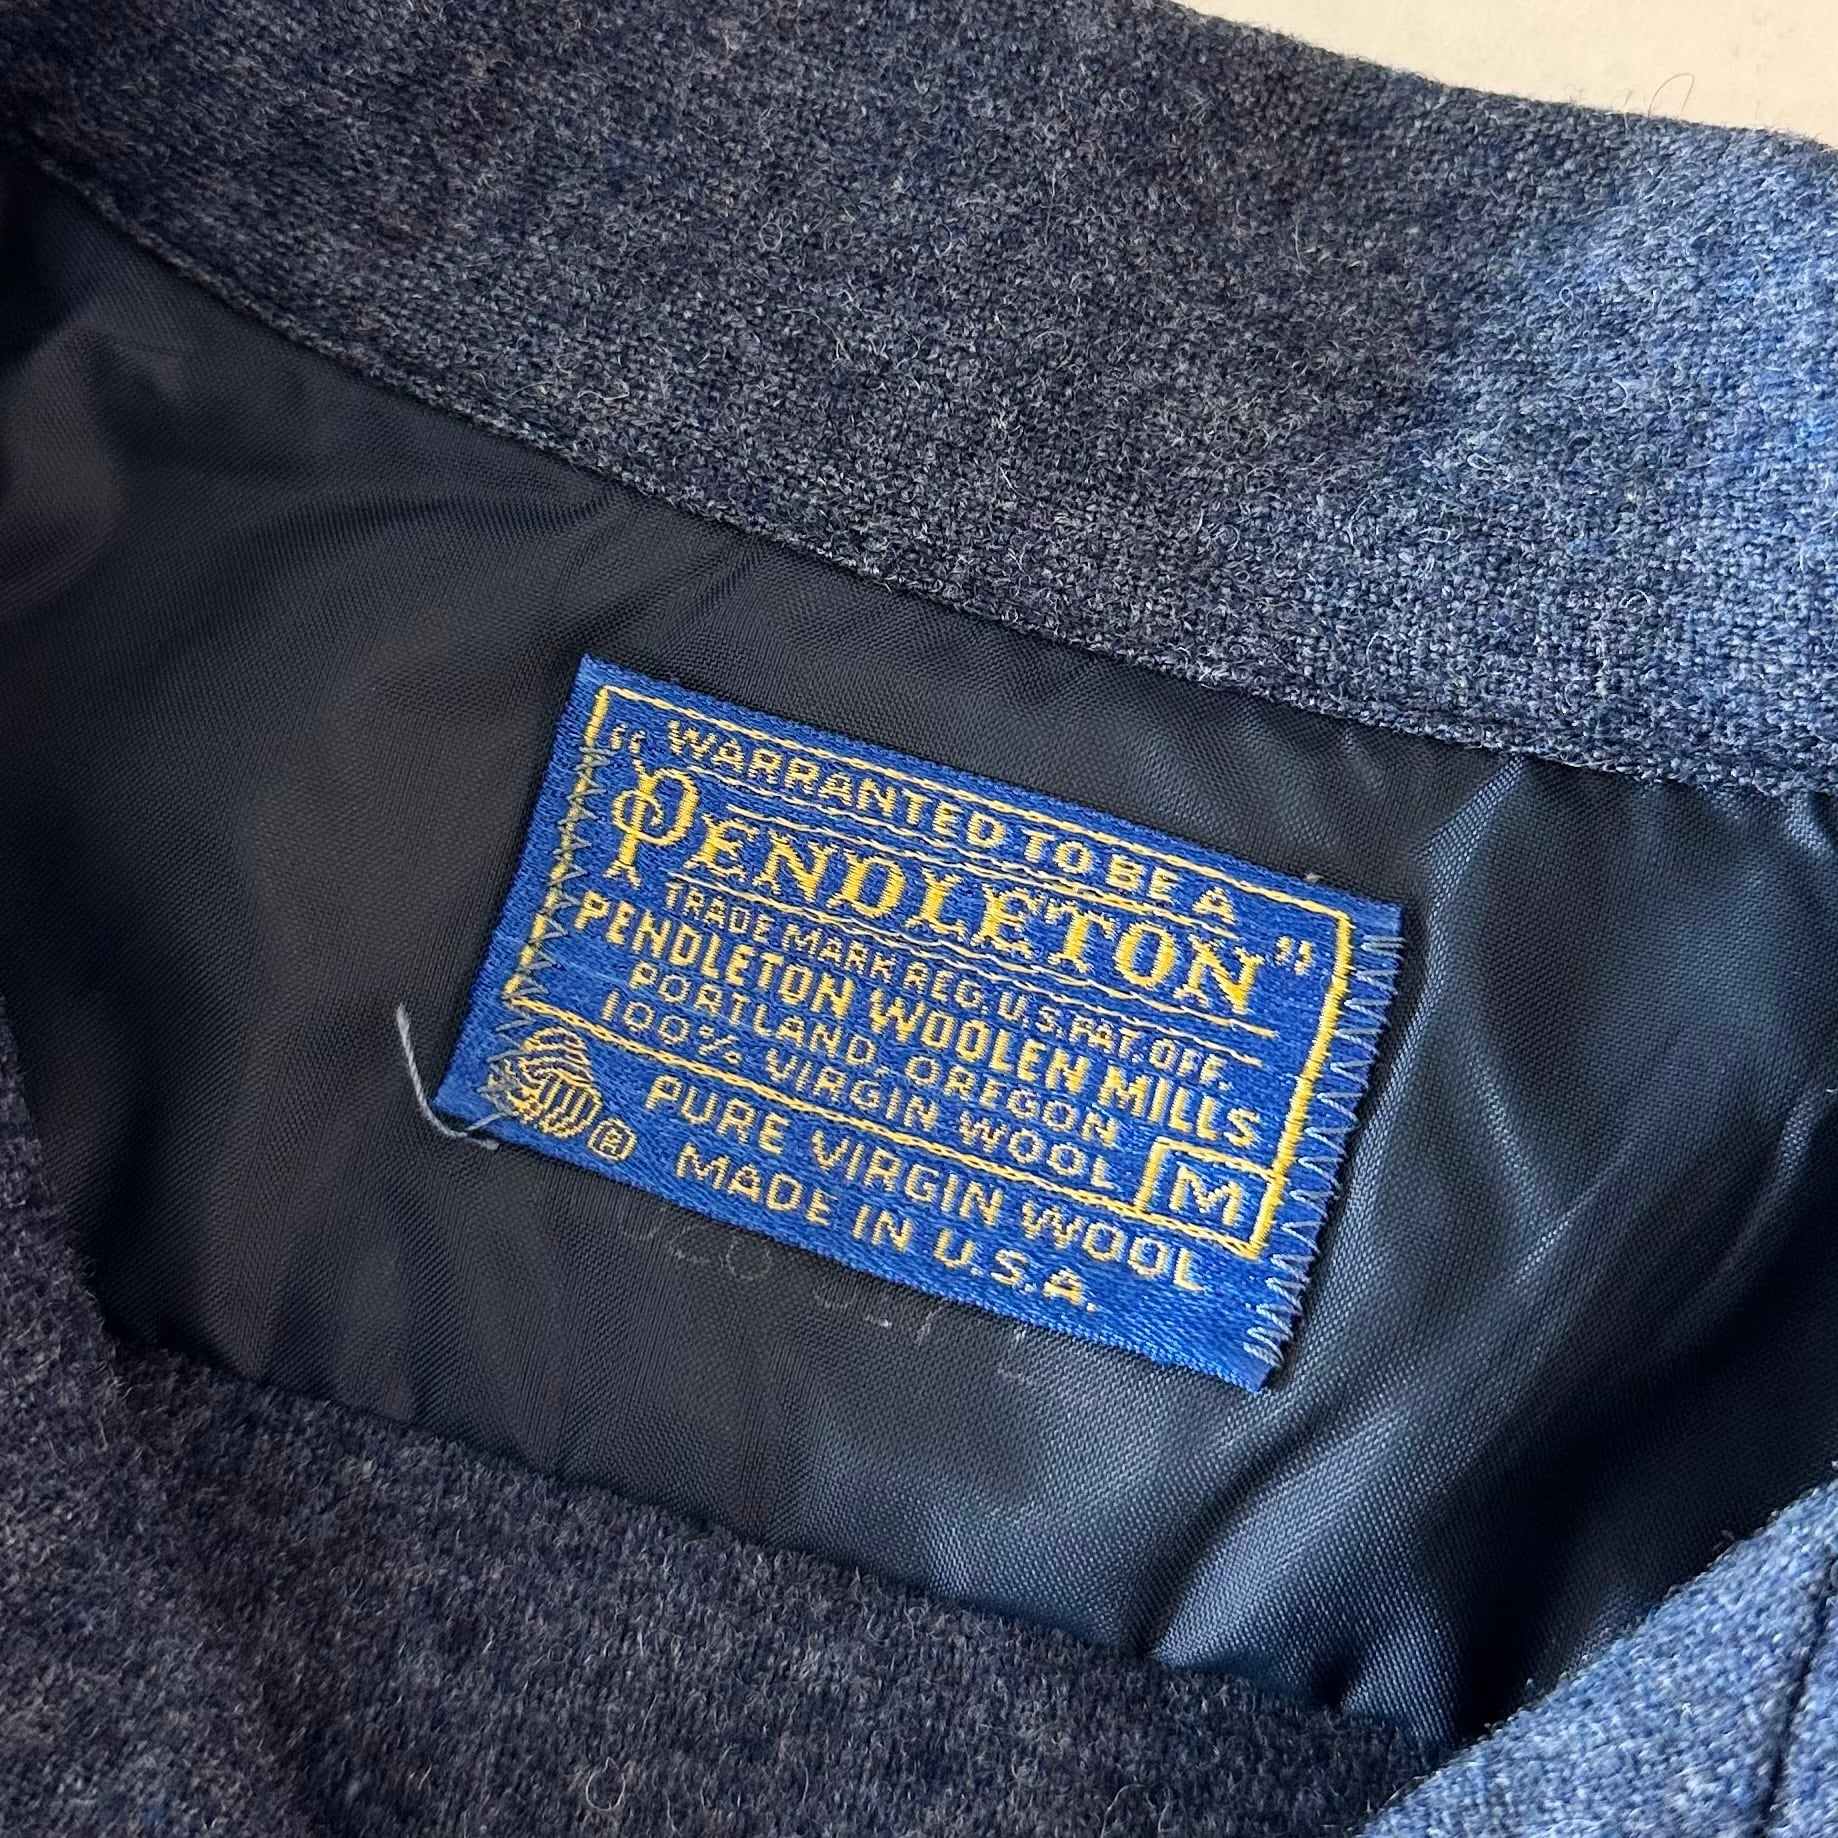 "WARRANTED TO BE A
PENDLETON"
TRADE MARK REG. U.S. PAT. OFF.
PENDLETON WOOLEN MILLS
PORTLAND, OREGON
100% VIRGIN WOOL
M
®
PURE VIRGIN WOOL
MADE IN U.S.A.